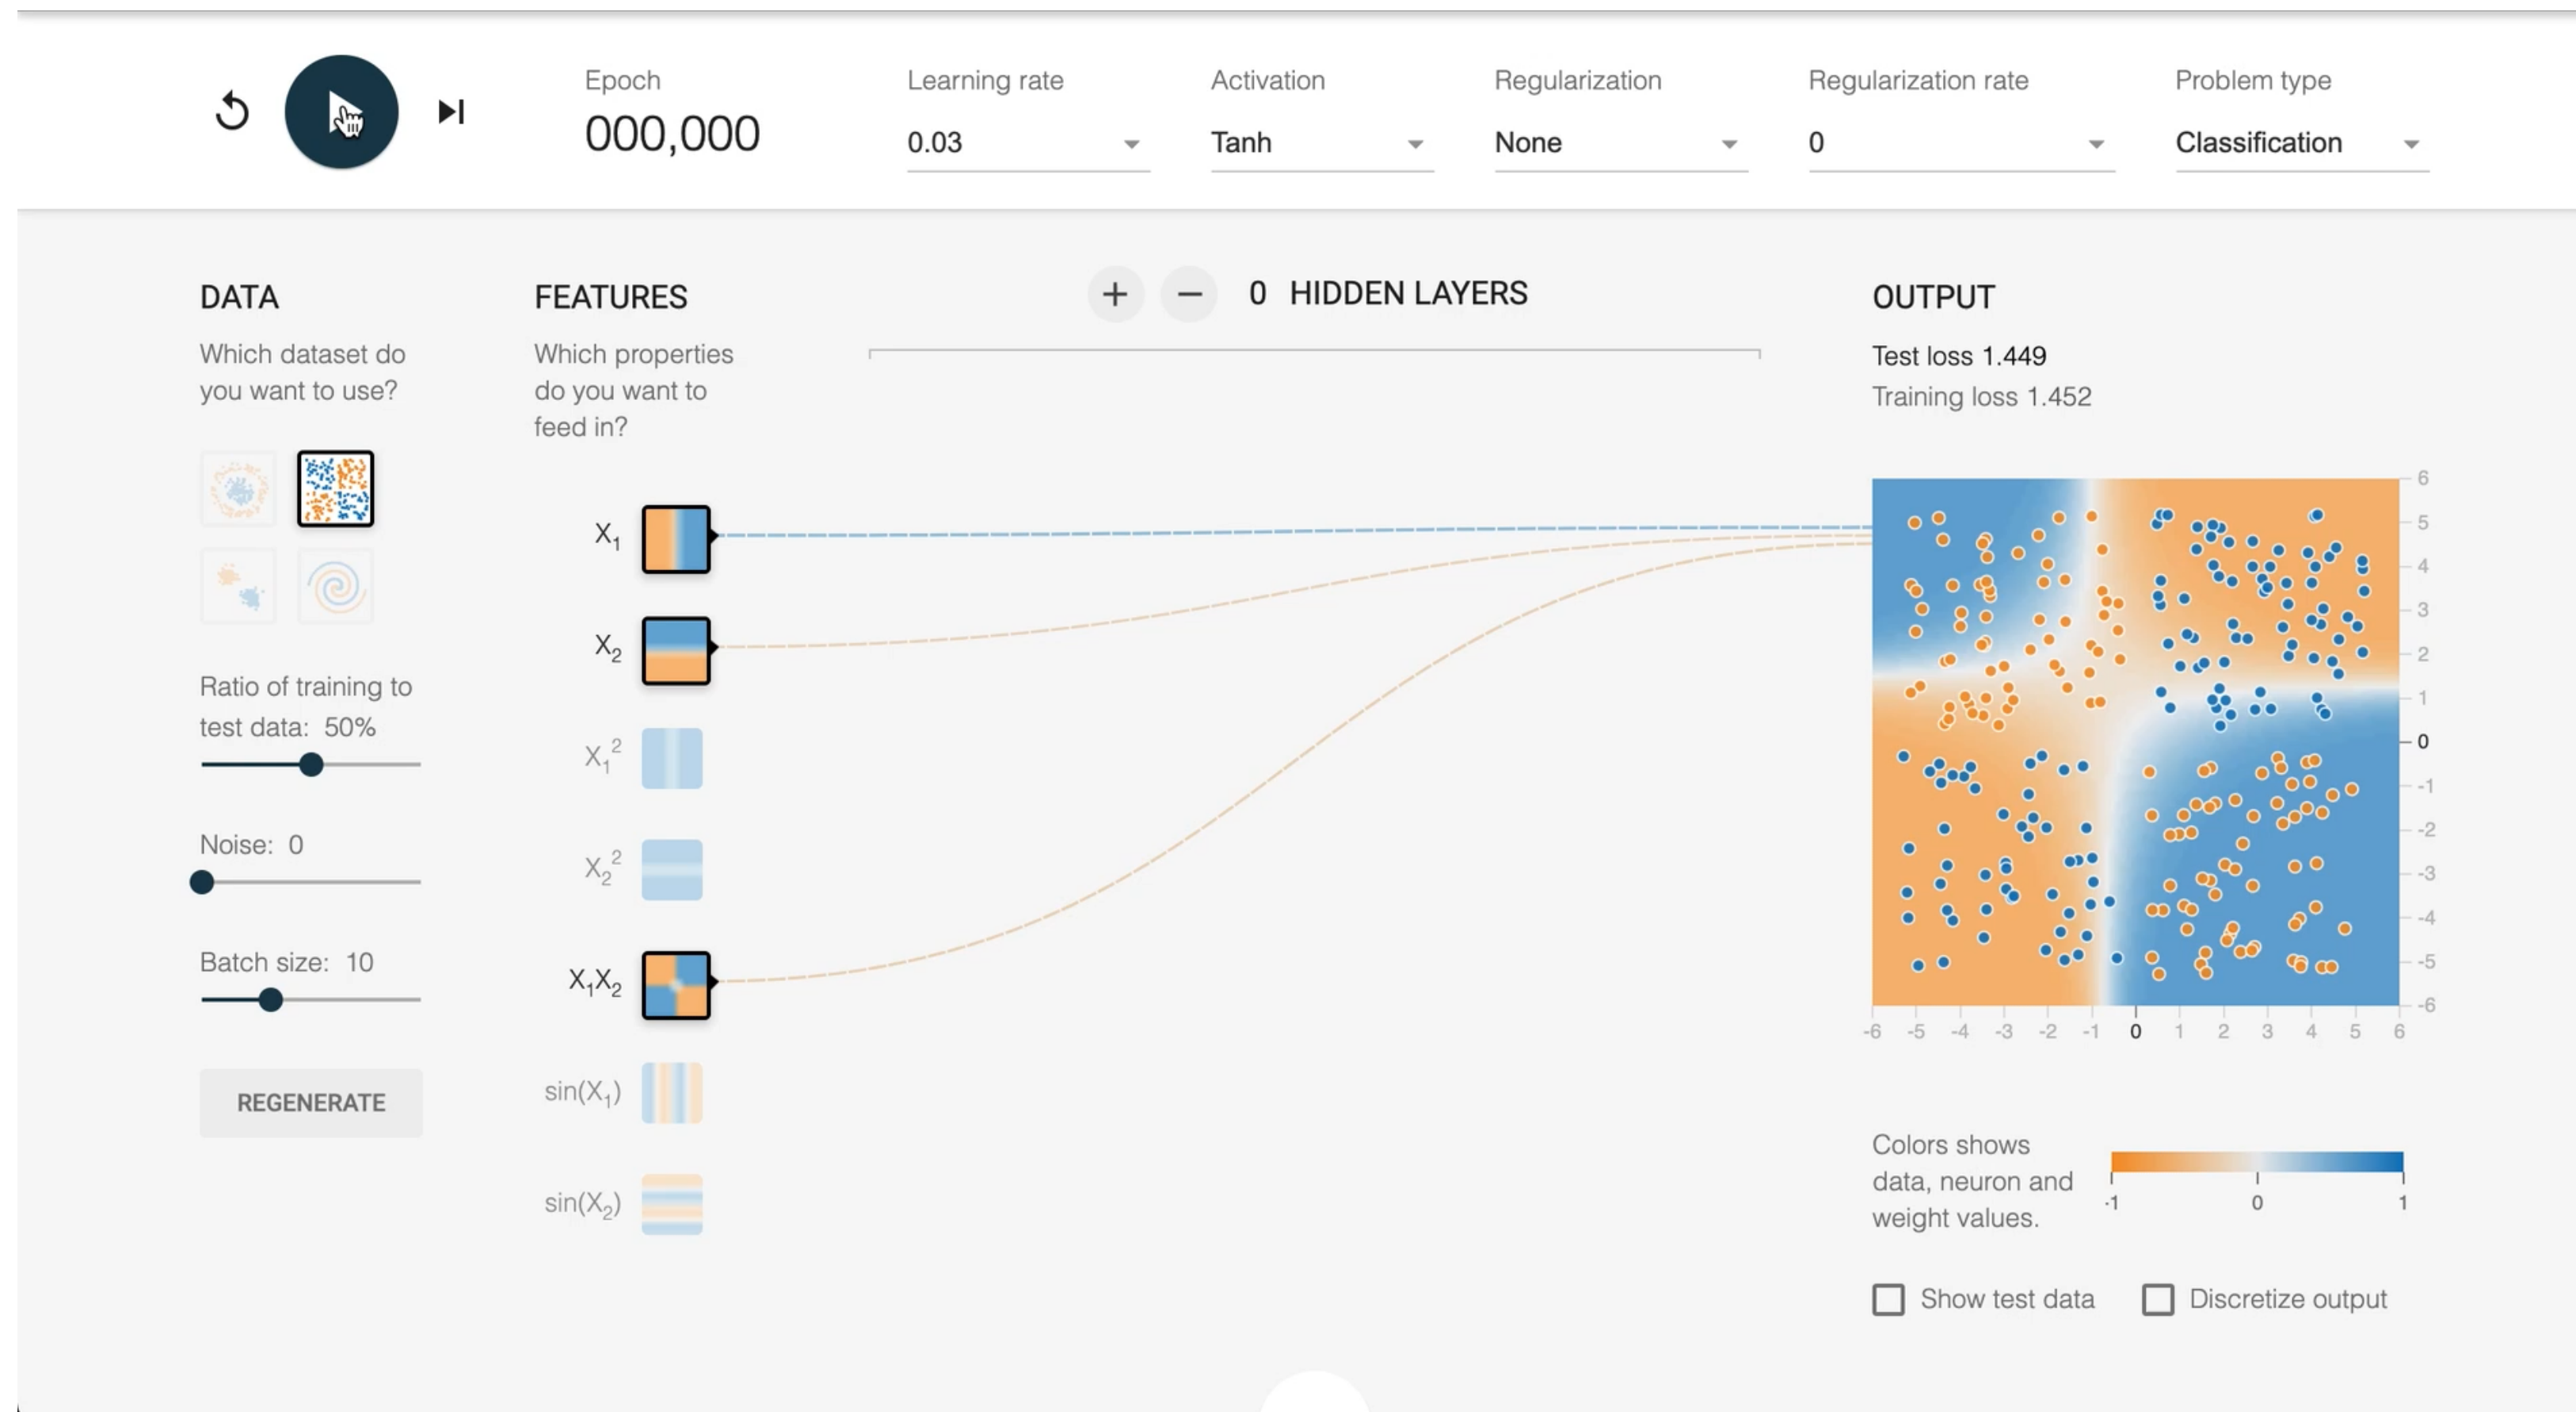 Epoch
000,000
Learning rate
0.03
Activation
Tanh
Regularization
None
Regularization rate
0
Problem type
Classification
DATA
Which dataset do
you want to use?
Ratio of training to
test data: 50%
Noise: 0
Batch size: 10
REGENERATE
FEATURES
Which properties
do you want to
feed in?
X₁
X₂
X₁²
X₂²
X₁X₂
sin(X₁)
sin(X₂)
+ − 0 HIDDEN LAYERS
OUTPUT
Test loss 1.449
Training loss 1.452
6
5
4
3
2
1
0
-1
-2
-3
-4
-5
-6
-6 -5 -4 -3 -2 -1 0 1 2 3 4 5 6
Colors shows
data, neuron and
weight values.
-1 0 1
Show test data
Discretize output